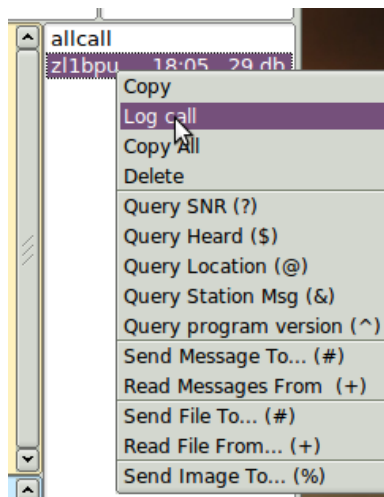 allcall
zl1bpu 18:05 29 db
Copy
Log call
Copy All
Delete
Query SNR (?)
Query Heard ($)
Query Location (@)
Query Station Msg (&)
Query program version (^)
Send Message To... (#)
Read Messages From (+)
Send File To... (#)
Read File From... (+)
Send Image To... (%)